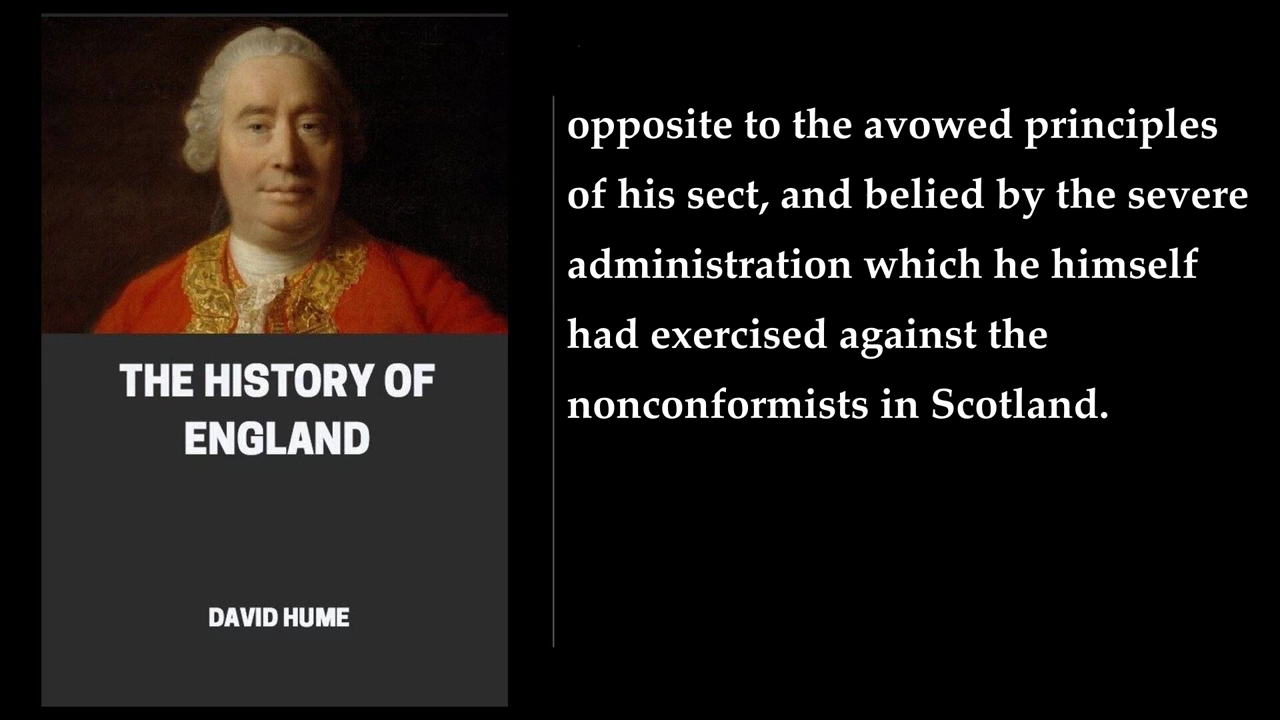 THE HISTORY OF
ENGLAND
DAVID HUME
opposite to the avowed principles
of his sect, and belied by the severe
administration which he himself
had exercised against the
nonconformists in Scotland.